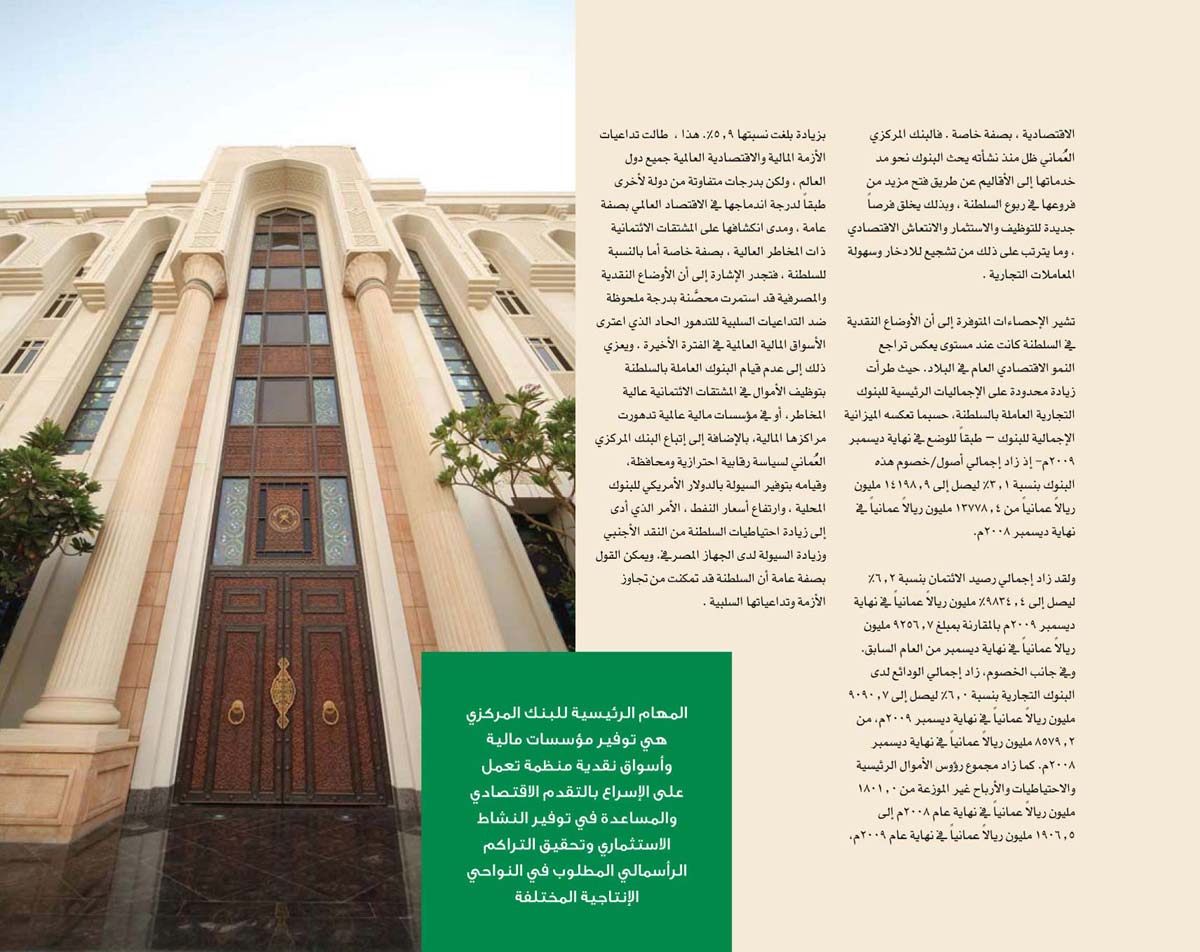 الاقتصادية ، بصفة خاصة . فالبنك المركزي
العُماني ظل منذ نشأته يحث البنوك نحو مد
خدماتها إلى الأقاليم عن طريق فتح مزيد من
فروعها في ربوع السلطنة ، وبذلك يخلق فرصاً
جديدة للتوظيف والاستثمار والانتعاش الاقتصادي
، وما يترتب على ذلك من تشجيع للادخار وسهولة
المعاملات التجارية .
تشير الإحصاءات المتوفرة إلى أن الأوضاع النقدية
في السلطنة كانت عند مستوى يعكس تراجع
النمو الاقتصادي العام في البلاد. حيث طرأت
زيادة محدودة على الإجماليات الرئيسية للبنوك
التجارية العاملة بالسلطنة، حسبما تعكسه الميزانية
الإجمالية للبنوك – طبقاً للوضع في نهاية ديسمبر
٢٠٠٩م- إذ زاد إجمالي أصول/خصوم هذه
البنوك بنسبة ٣,١٪ ليصل إلى ١٤١٩٨,٩ مليون
ريالاً عمانياً من ١٣٧٧٨,٤ مليون ريالاً عمانياً في
نهاية ديسمبر ٢٠٠٨م.
ولقد زاد إجمالي رصيد الائتمان بنسبة ٦,٢٪
ليصل إلى ٩٨٣٤,٤٪ مليون ريالاً عمانياً في نهاية
ديسمبر ٢٠٠٩م بالمقارنة بمبلغ ٩٢٥٦,٧ مليون
ريالاً عمانياً في نهاية ديسمبر من العام السابق.
وفي جانب الخصوم، زاد إجمالي الودائع لدى
البنوك التجارية بنسبة ٦,٠٪ ليصل إلى ٩٠٩٠,٧
مليون ريالاً عمانياً في نهاية ديسمبر ٢٠٠٩م، من
٨٥٧٩,٢ مليون ريالاً عمانياً في نهاية ديسمبر
٢٠٠٨م. كما زاد مجموع رؤوس الأموال الرئيسية
والاحتياطيات والأرباح غير الموزعة من ١٨٠١,٠
مليون ريالاً عمانياً في نهاية عام ٢٠٠٨م إلى
١٩٠٦,٥ مليون ريالاً عمانياً في نهاية عام ٢٠٠٩م،
بزيادة بلغت نسبتها ٥,٩٪. هذا ، طالت تداعيات
الأزمة المالية والاقتصادية العالمية جميع دول
العالم ، ولكن بدرجات متفاوتة من دولة لأخرى
طبقاً لدرجة اندماجها في الاقتصاد العالمي بصفة
عامة ، ومدى انكشافها على المشتقات الائتمانية
ذات المخاطر العالية ، بصفة خاصة أما بالنسبة
للسلطنة ، فتجدر الإشارة إلى أن الأوضاع النقدية
والمصرفية قد استمرت محصَّنة بدرجة ملحوظة
ضد التداعيات السلبية للتدهور الحاد الذي اعترى
الأسواق المالية العالمية في الفترة الأخيرة . ويعزي
ذلك إلى عدم قيام البنوك العاملة بالسلطنة
بتوظيف الأموال في المشتقات الائتمانية عالية
المخاطر، أو في مؤسسات مالية عالمية تدهورت
مراكزها المالية، بالإضافة إلى إتباع البنك المركزي
العُماني لسياسة رقابية احترازية ومحافظة،
وقيامه بتوفير السيولة بالدولار الأمريكي للبنوك
المحلية ، وارتفاع أسعار النفط ، الأمر الذي أدى
إلى زيادة احتياطيات السلطنة من النقد الأجنبي
وزيادة السيولة لدى الجهاز المصرفي. ويمكن القول
بصفة عامة أن السلطنة قد تمكنت من تجاوز
الأزمة وتداعياتها السلبية .
المهام الرئيسية للبنك المركزي
هي توفير مؤسسات مالية
وأسواق نقدية منظمة تعمل
على الإسراع بالتقدم الاقتصادي
والمساعدة في توفير النشاط
الاستثماري وتحقيق التراكم
الرأسمالي المطلوب في النواحي
الإنتاجية المختلفة